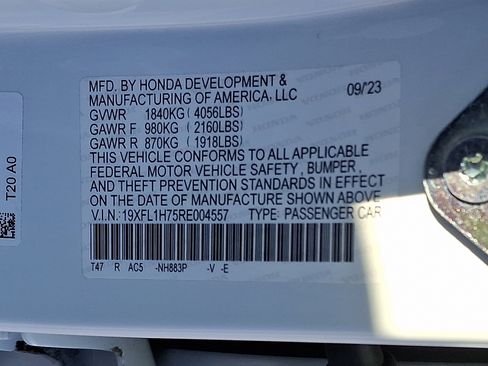 MFD. BY HONDA DEVELOPMENT &
MANUFACTURING OF AMERICA, LLC 09/'23
GVWR 1840KG(4056LBS)
GAWR F 980KG(2160LBS)
GAWR R 870KG(1918LBS)
THIS VEHICLE CONFORMS TO ALL APPLICABLE
FEDERAL MOTOR VEHICLE SAFETY, BUMPER,
AND THEFT PREVENTION STANDARDS IN EFFECT
ON THE DATE OF MANUFACTURE SHOWN ABOVE
V.I.N.: 19XFL1H75RE004557 TYPE: PASSENGER CAR
T47 R AC5 -NH883P -V -E
T20 A0